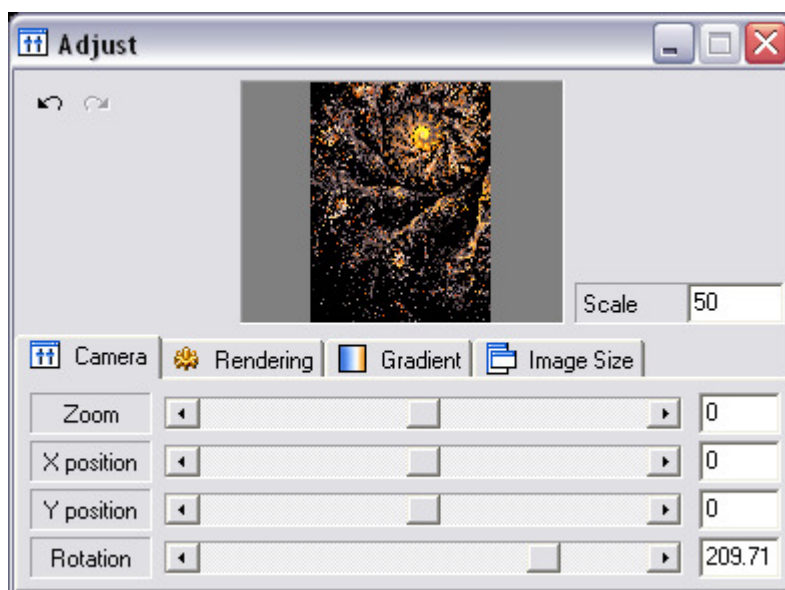 Adjust
Scale 50
Camera Rendering Gradient Image Size
Zoom 0
X position 0
Y position 0
Rotation 209.71